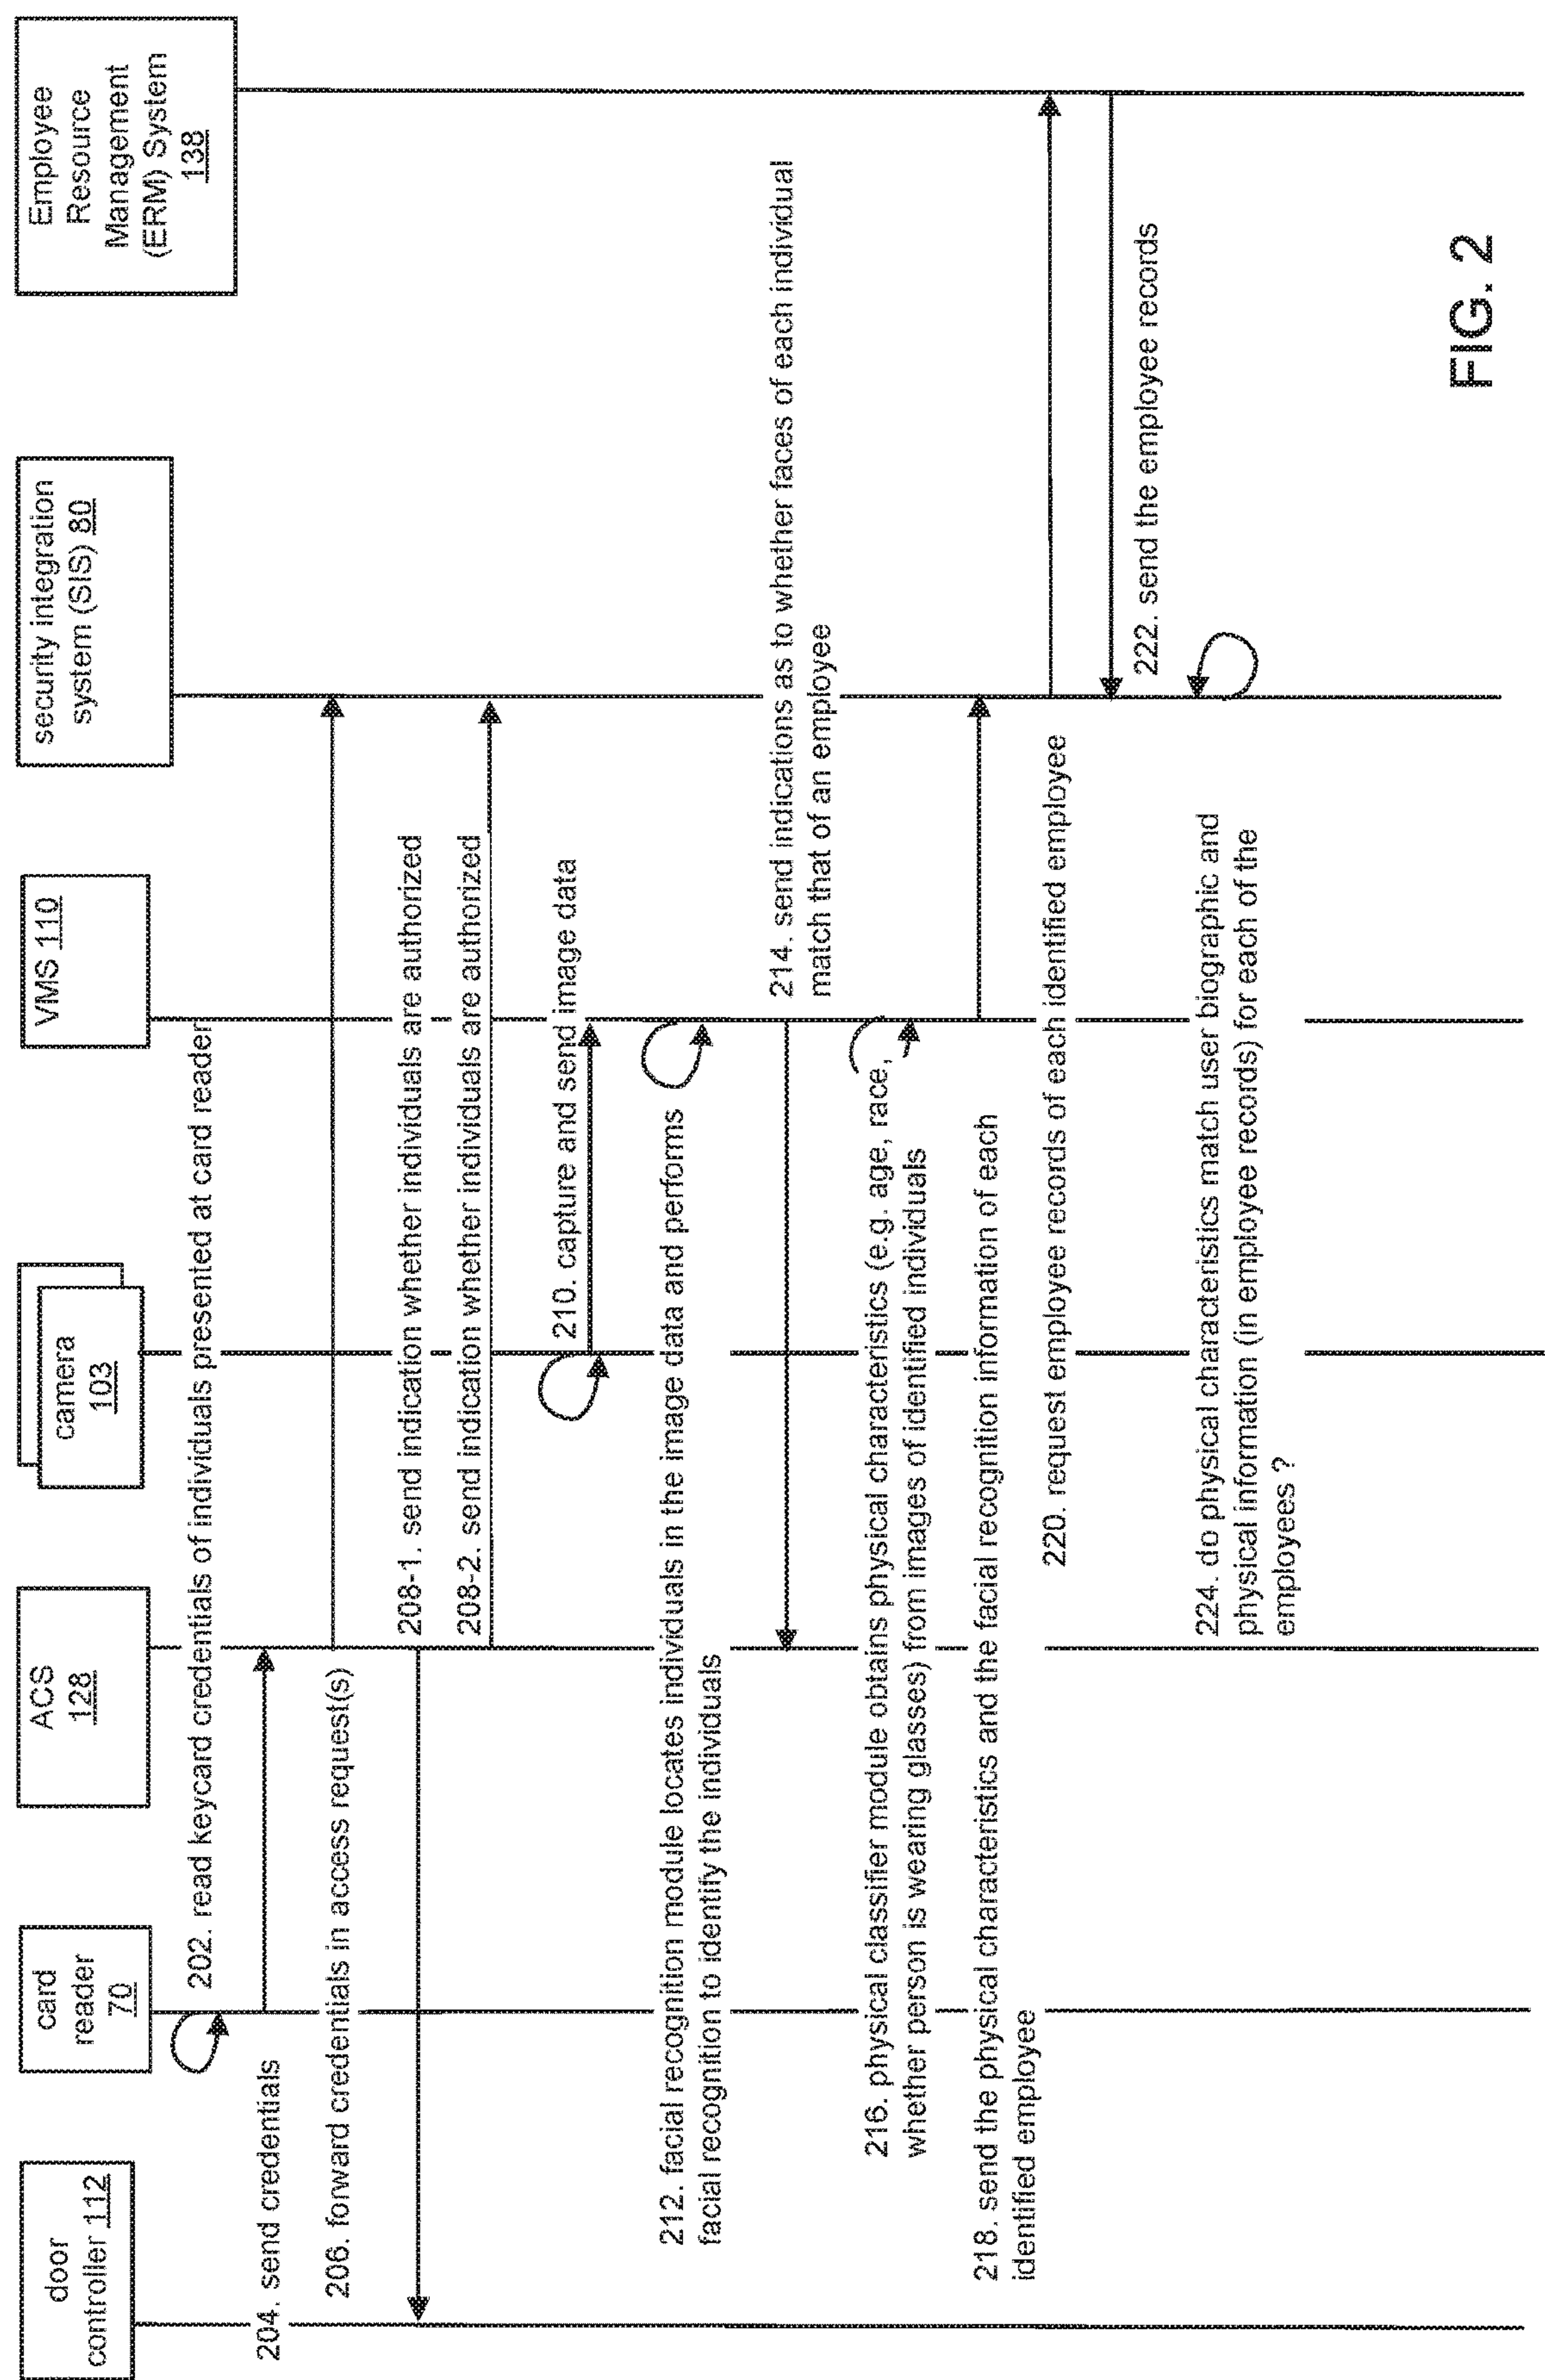 door
controller 112
card
reader
70
ACS
128
camera
103
VMS 110
security integration
system (SIS) 80
Employee
Resource
Management
(ERM) System
138
202. read keycard credentials of individuals presented at card reader
204. send credentials
206. forward credentials in access request(s)
208-1. send indication whether individuals are authorized
208-2. send indication whether individuals are authorized
210. capture and send image data
212. facial recognition module locates individuals in the image data and performs
facial recognition to identify the individuals
214. send indications as to whether faces of each individual
match that of an employee
216. physical classifier module obtains physical characteristics (e.g. age, race,
whether person is wearing glasses) from images of identified individuals
218. send the physical characteristics and the facial recognition information of each
identified employee
220. request employee records of each identified employee
222. send the employee records
224. do physical characteristics match user biographic and
physical information (in employee records) for each of the
employees ?
FIG. 2